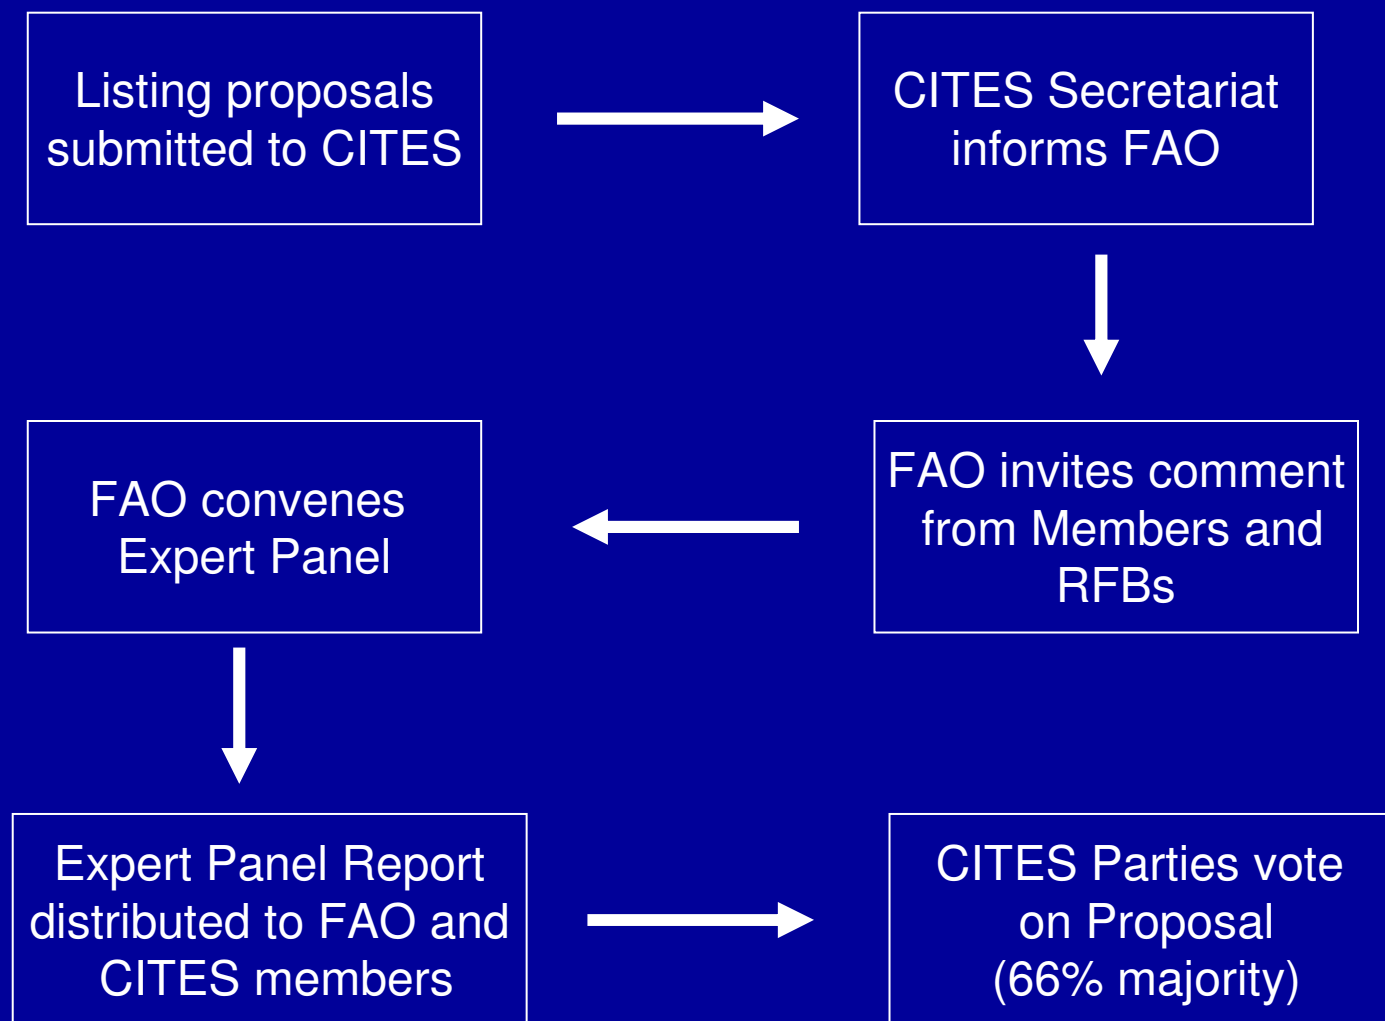 Listing proposals
submitted to CITES
CITES Secretariat
informs FAO
FAO invites comment
from Members and
RFBs
FAO convenes
Expert Panel
Expert Panel Report
distributed to FAO and
CITES members
CITES Parties vote
on Proposal
(66% majority)